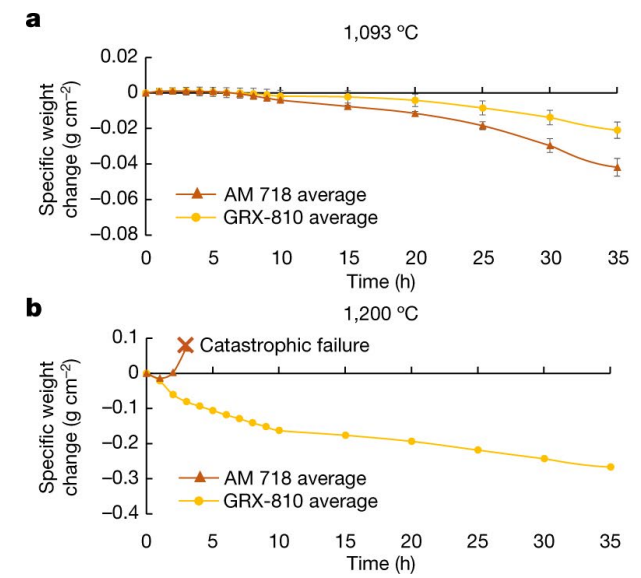 a
1,093 ºC
Specific weight
change (g cm−2)
0.02
0
−0.02
−0.04
−0.06
−0.08
AM 718 average
GRX-810 average
0 5 10 15 20 25 30 35
Time (h)
b
1,200 ºC
Specific weight
change (g cm−2)
0.1
0
−0.1
−0.2
−0.3
−0.4
Catastrophic failure
AM 718 average
GRX-810 average
0 5 10 15 20 25 30 35
Time (h)